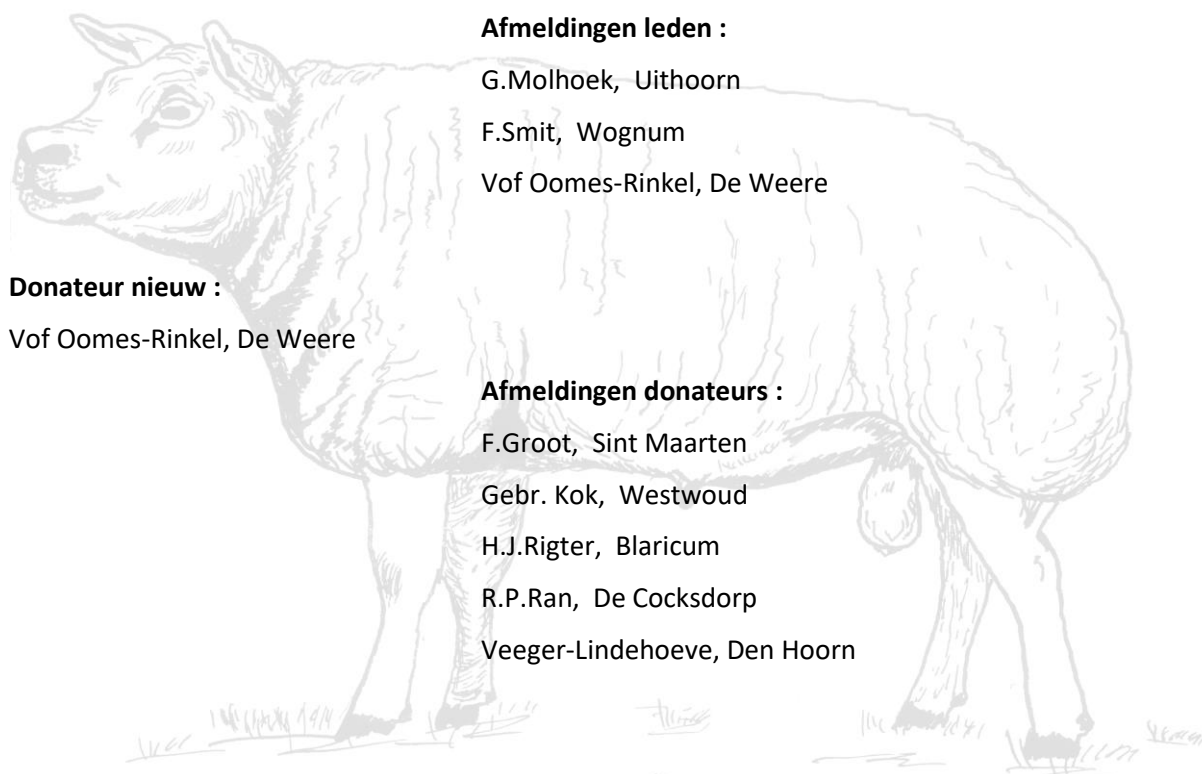 Afmeldingen leden :
G.Molhoek, Uithoorn
F.Smit, Wognum
Vof Oomes-Rinkel, De Weere
Donateur nieuw :
Vof Oomes-Rinkel, De Weere
Afmeldingen donateurs :
F.Groot, Sint Maarten
Gebr. Kok, Westwoud
H.J.Rigter, Blaricum
R.P.Ran, De Cocksdorp
Veeger-Lindehoeve, Den Hoorn